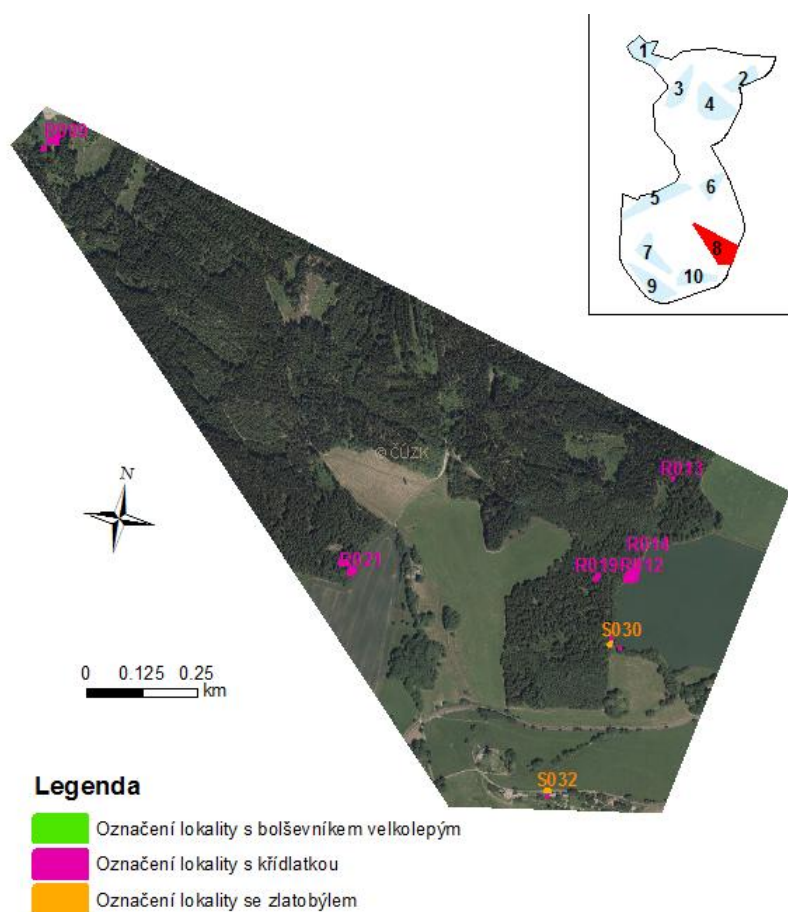 1
2
3
4
5
6
7
8
9
10
© ČÚZK
R013
N
R014
R021
R019
R012
S030
0 0.125 0.25
km
S032
Legenda
Označení lokality s bolševníkem velkolepým
Označení lokality s křídlatkou
Označení lokality se zlatobýlem